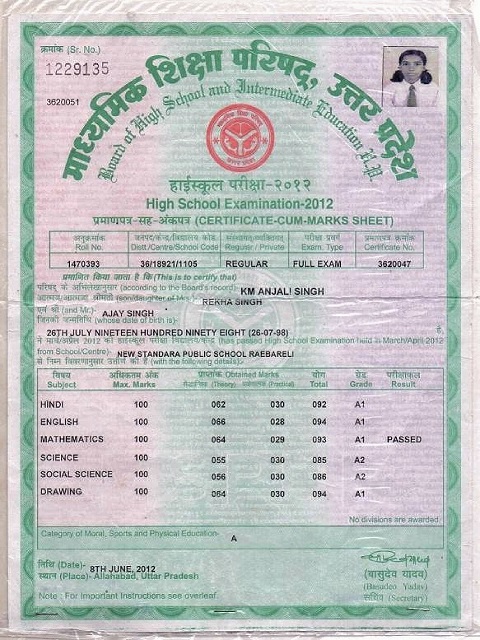 क्रमांक (Sr. No.)
1229135
3620051
माध्यमिक शिक्षा परिषद, उत्तर प्रदेश
Board of High School and Intermediate Education U.P.
हाईस्कूल परीक्षा-२०१२
High School Examination-2012
प्रमाणपत्र-सह-अंकपत्र (CERTIFICATE-CUM-MARKS SHEET)
अनुक्रमांक जनपद/केन्द्र/विद्यालय कोड संस्थागत/व्यक्तिगत परीक्षा प्रकार प्रमाणपत्र क्रमांक
Roll No. Distt./Centre/School Code Regular / Private Exam. Type Certificate No.
1470393 36/18921/1105 REGULAR FULL EXAM 3620047
प्रमाणित किया जाता है कि (This is to certify that)
परिषद के अभिलेखानुसार (according to the Board's record) KM ANJALI SINGH
आत्मज/आत्मजा श्रीमती (son/daughter of Mrs.) REKHA SINGH
एवं श्री (and Mr.) AJAY SINGH
जिनकी जन्मतिथि (whose date of birth is)
26TH JULY NINETEEN HUNDRED NINETY EIGHT (26-07-98)
है ने मार्च/अप्रैल 2012 की हाईस्कूल परीक्षा विद्यालय/केन्द्र (has passed High School Examination held in March/April 2012
from School/Centre) NEW STANDARA PUBLIC SCHOOL RAEBARELI
से निम्न विवरणानुसार उत्तीर्ण की है (with the following details)
विषय अधिकतम अंक प्राप्तांक Obtained Marks योग ग्रेड परीक्षाफल
Subject Max. Marks सैद्धान्तिक (Theory) प्रयोगात्मक (Practical) Total Grade Result
HINDI 100 062 030 092 A1
ENGLISH 100 066 028 094 A1
MATHEMATICS 100 064 029 093 A1 PASSED
SCIENCE 100 055 030 085 A2
SOCIAL SCIENCE 100 056 030 086 A2
DRAWING 100 064 030 094 A1
No divisions are awarded.
Category of Moral, Sports and Physical Education- A
तिथि (Date)- 8TH JUNE, 2012
स्थान (Place)- Allahabad, Uttar Pradesh
(वासुदेव यादव)
(Basudeo Yadav)
सचिव (Secretary)
Note : For Important Instructions see overleaf.